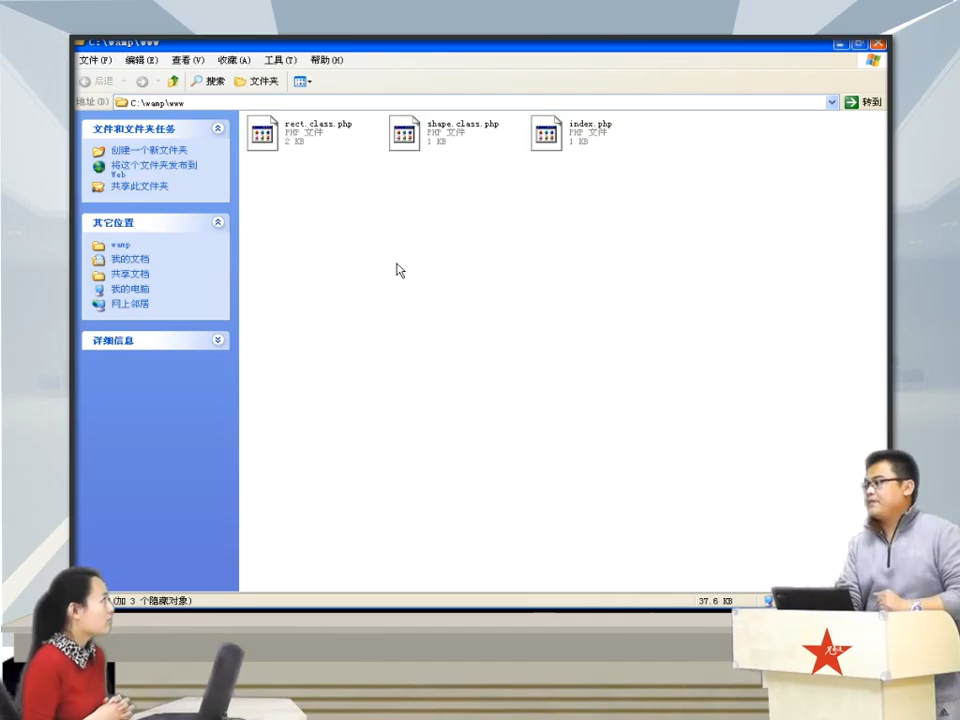 C:\wamp\www
文件(F) 编辑(E) 查看(V) 收藏(A) 工具(T) 帮助(H)
后退 搜索 文件夹
地址(D) C:\wamp\www 转到
文件和文件夹任务
创建一个新文件夹
将这个文件夹发布到
Web
共享此文件夹
其它位置
wamp
我的文档
共享文档
我的电脑
网上邻居
详细信息
rect.class.php
PHP 文件
2 KB
shape.class.php
PHP 文件
1 KB
index.php
PHP 文件
1 KB
(加 3 个隐藏对象) 37.6 KB